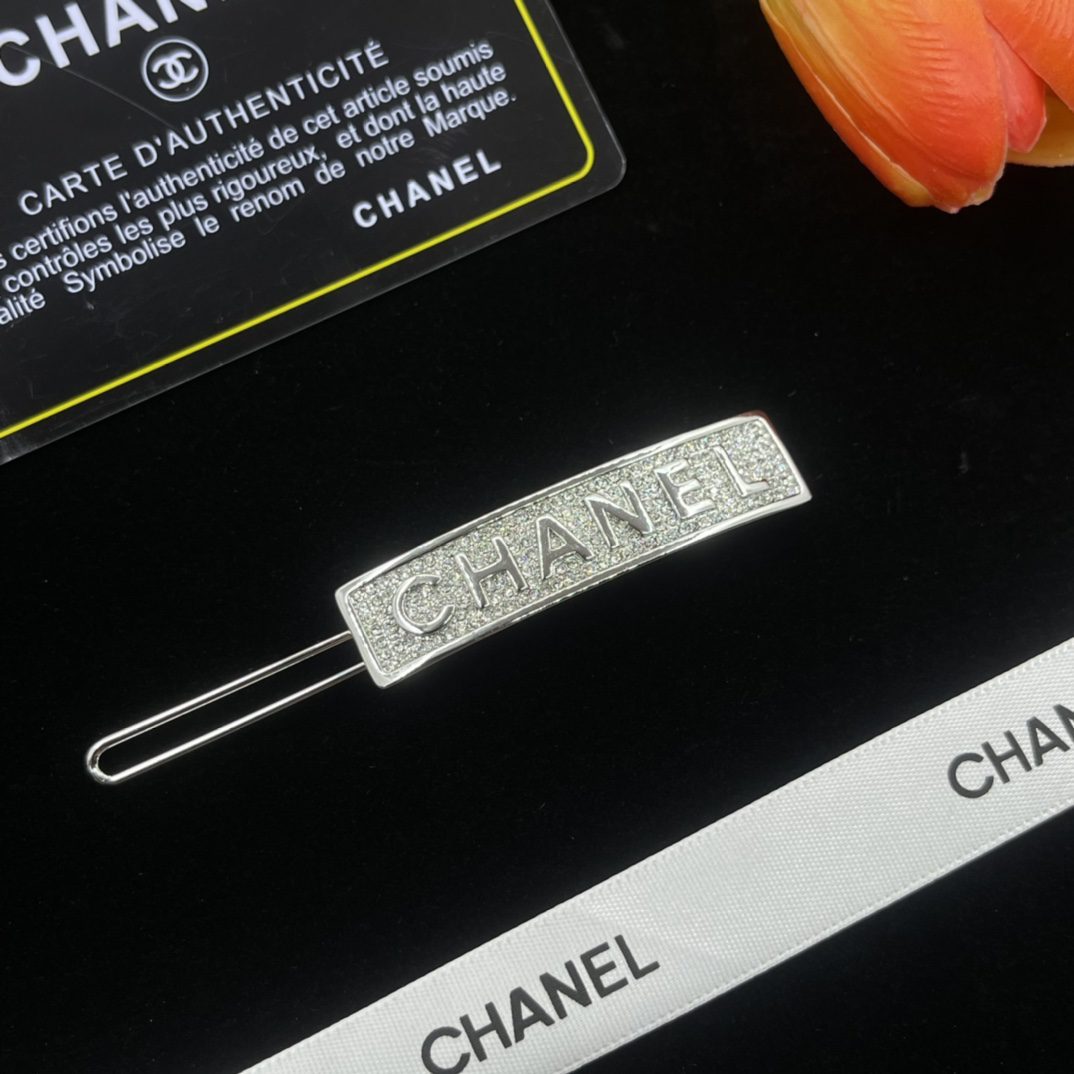 CHAN
CARTE D'AUTHENTICITÉ
certifions l'authenticité de cet article soumis
contrôles les plus rigoureux, et dont la haute
alité Symbolise le renom de notre Marque.
CHANEL
CHANEL
CHAN
CHANEL